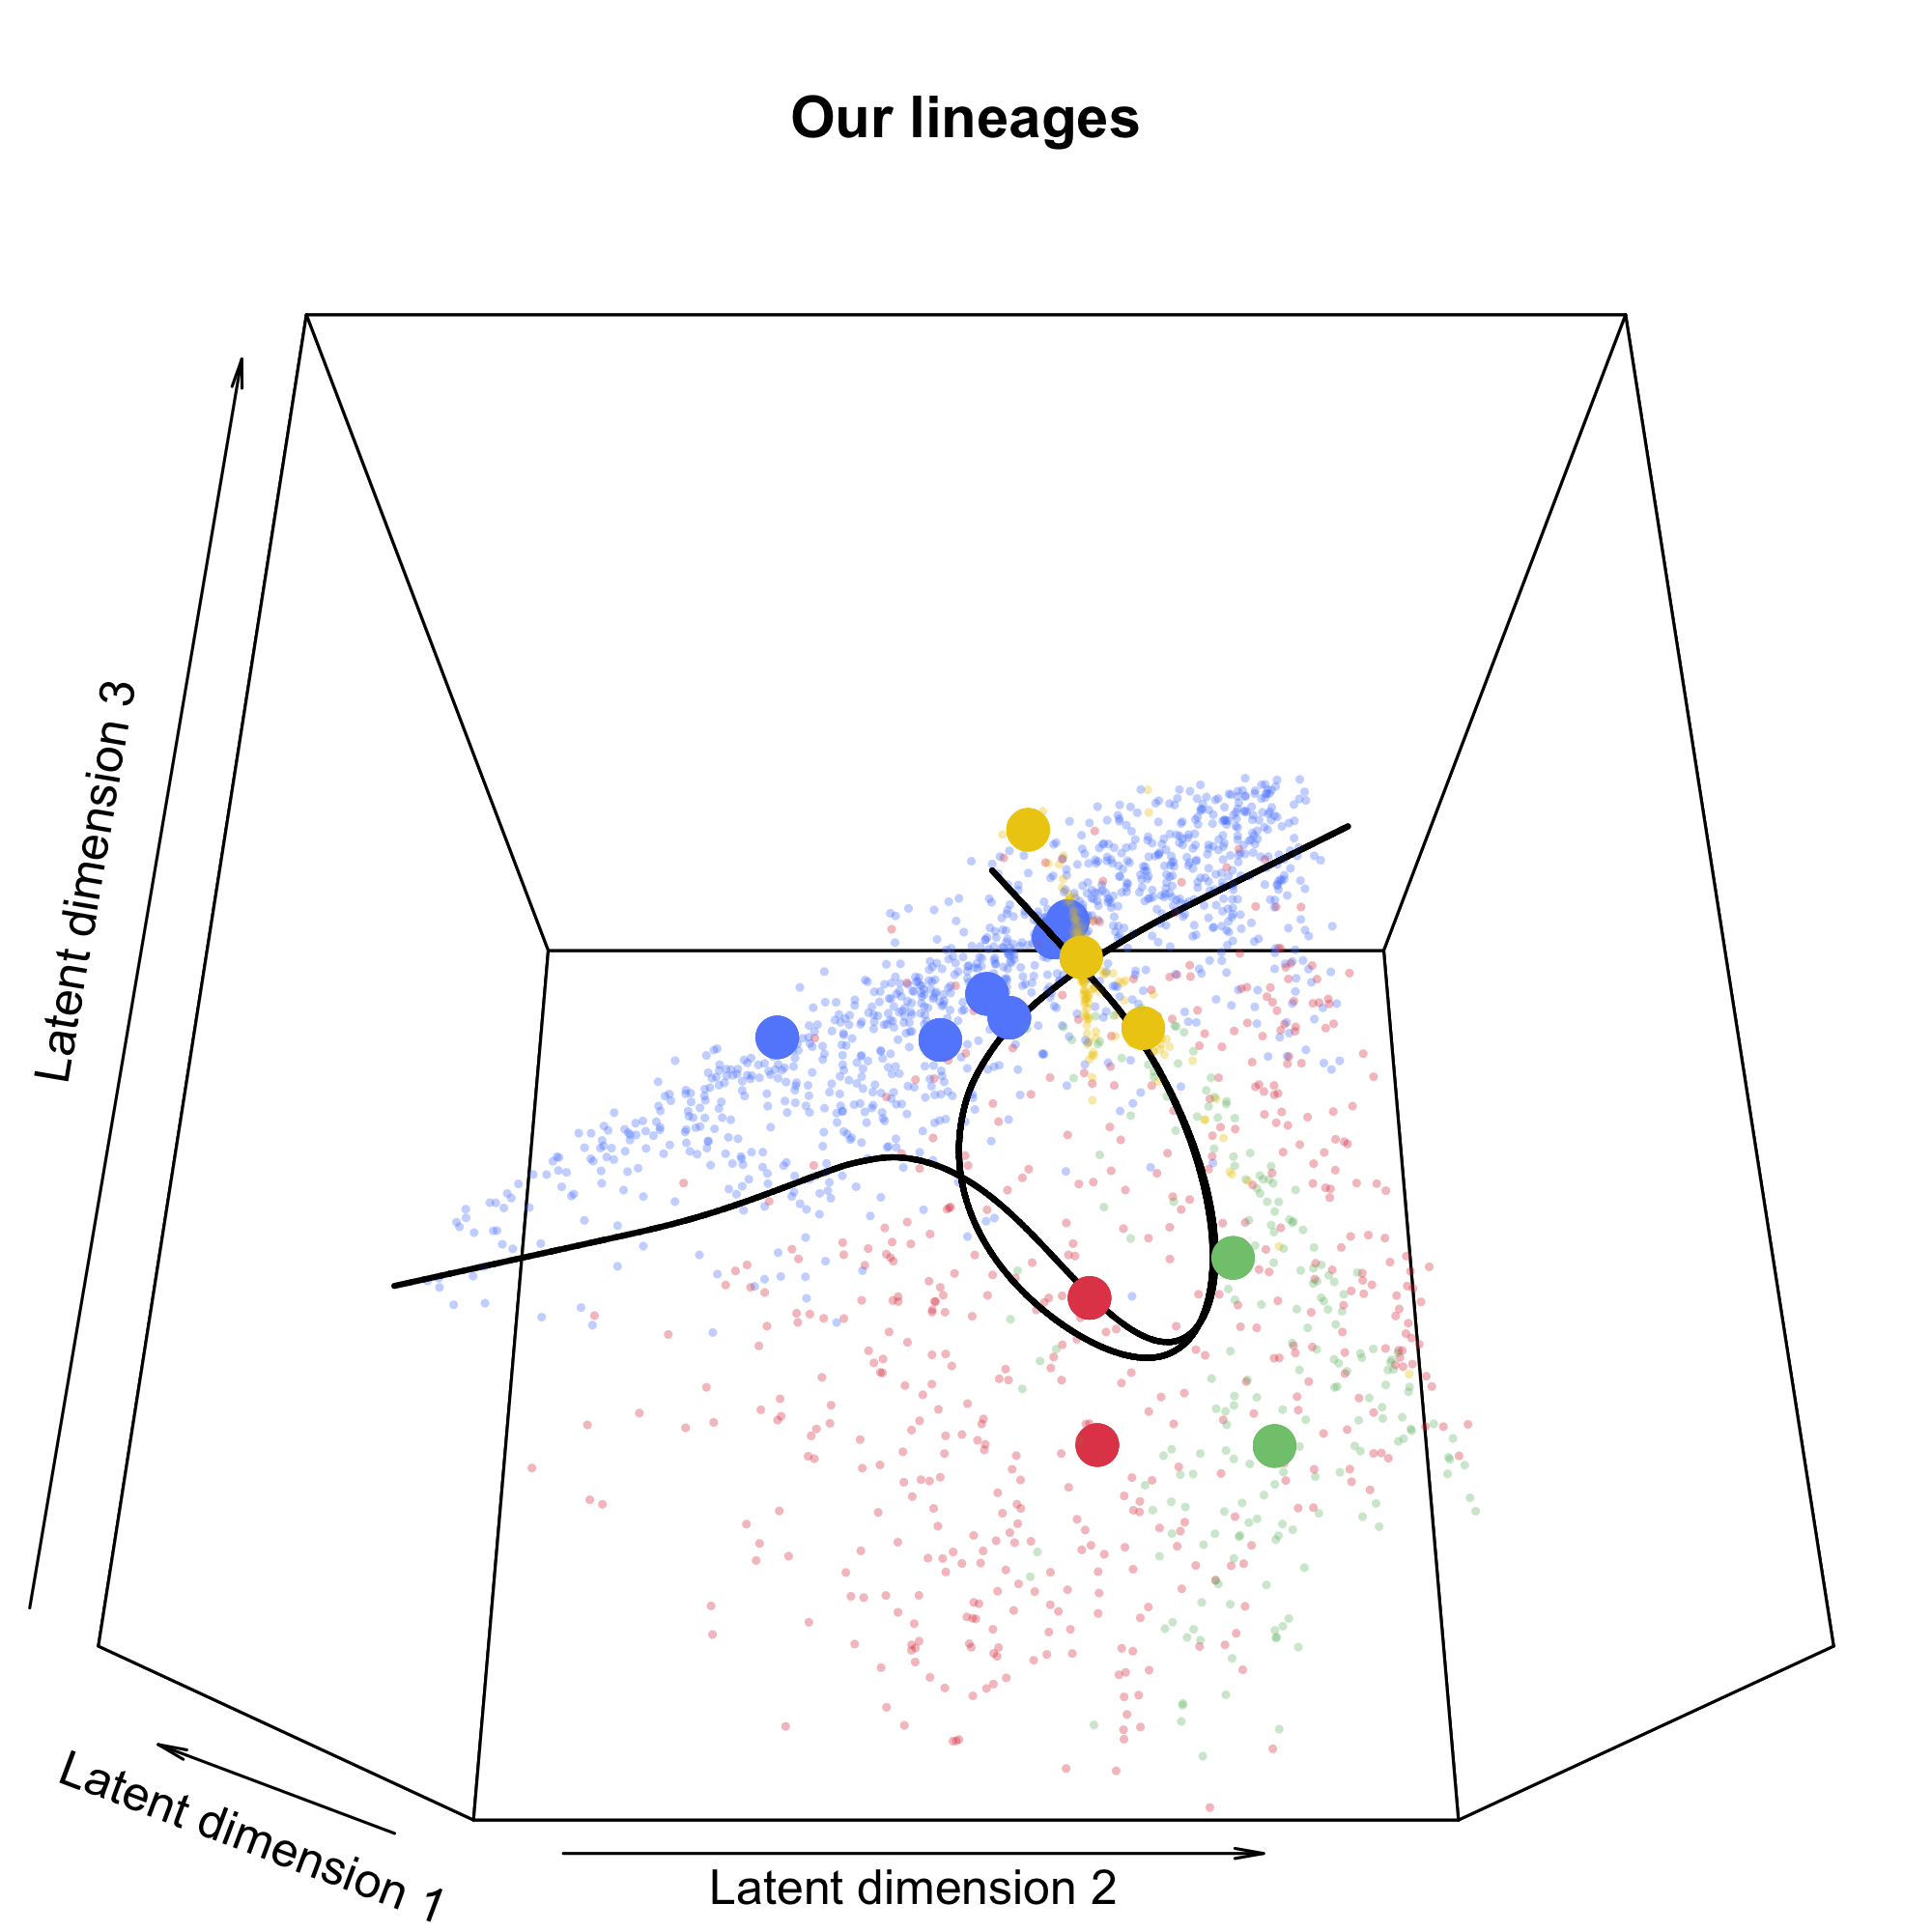 Our lineages
Latent dimension 3
Latent dimension 1
Latent dimension 2